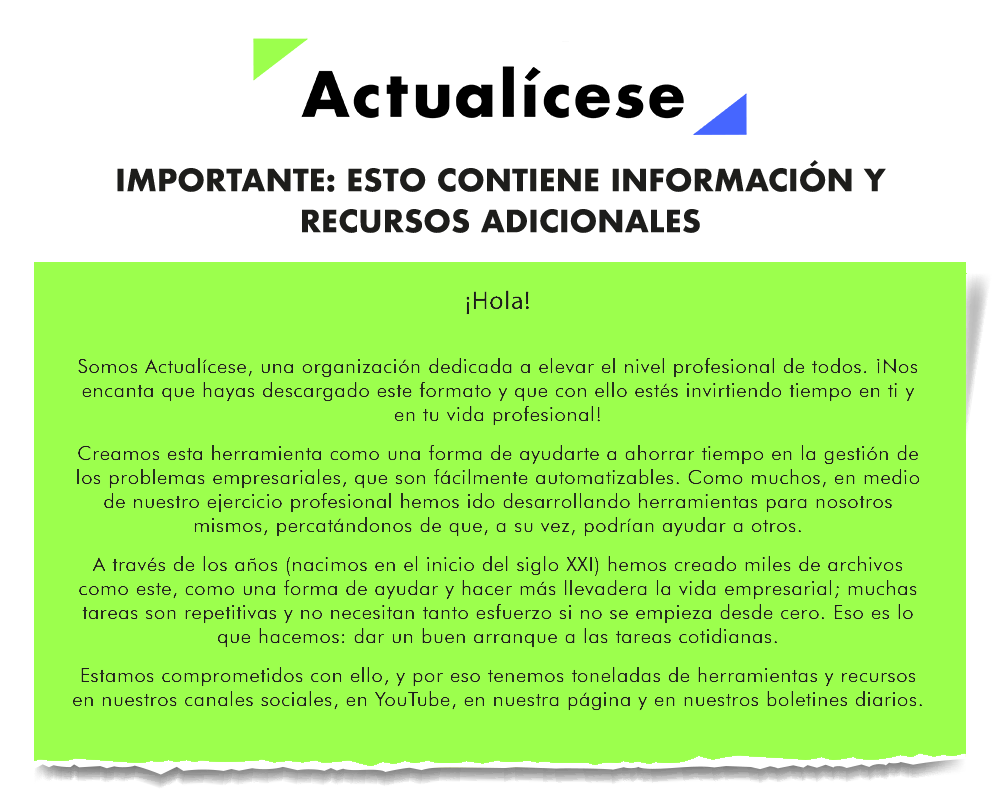 Actualícese
IMPORTANTE: ESTO CONTIENE INFORMACIÓN Y
RECURSOS ADICIONALES
¡Hola!
Somos Actualícese, una organización dedicada a elevar el nivel profesional de todos. ¡Nos
encanta que hayas descargado este formato y que con ello estés invirtiendo tiempo en ti y
en tu vida profesional!
Creamos esta herramienta como una forma de ayudarte a ahorrar tiempo en la gestión de
los problemas empresariales, que son fácilmente automatizables. Como muchos, en medio
de nuestro ejercicio profesional hemos ido desarrollando herramientas para nosotros
mismos, percatándonos de que, a su vez, podrían ayudar a otros.
A través de los años (nacimos en el inicio del siglo XXI) hemos creado miles de archivos
como este, como una forma de ayudar y hacer más llevadera la vida empresarial; muchas
tareas son repetitivas y no necesitan tanto esfuerzo si no se empieza desde cero. Eso es lo
que hacemos: dar un buen arranque a las tareas cotidianas.
Estamos comprometidos con ello, y por eso tenemos toneladas de herramientas y recursos
en nuestros canales sociales, en YouTube, en nuestra página y en nuestros boletines diarios.